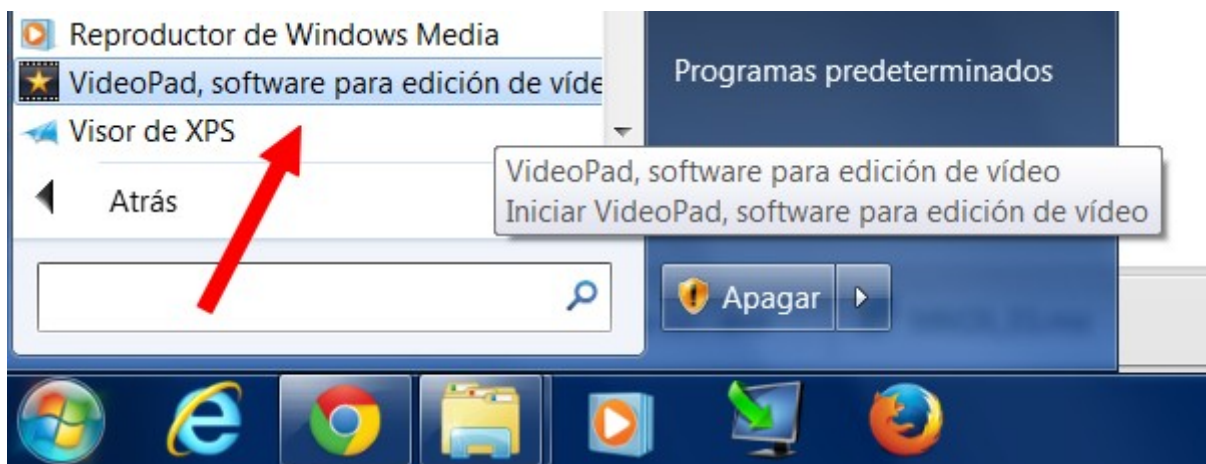 Reproductor de Windows Media
VideoPad, software para edición de víde
Visor de XPS
Atrás
Programas predeterminados
VideoPad, software para edición de vídeo
Iniciar VideoPad, software para edición de vídeo
Apagar